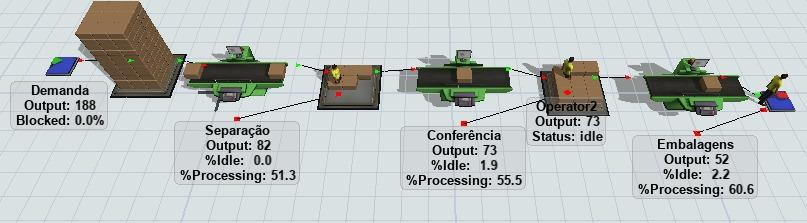 Demanda
Output: 188
Blocked: 0.0%
Separação
Output: 82
%Idle: 0.0
%Processing: 51.3
Conferência
Output: 73
%Idle: 1.9
%Processing: 55.5
Operator2
Output: 73
Status: idle
Embalagens
Output: 52
%Idle: 2.2
%Processing: 60.6